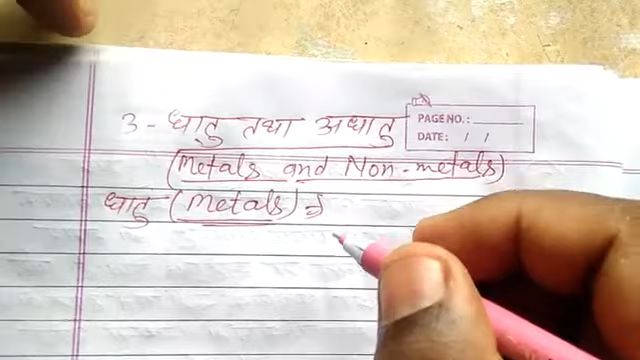 3- धातु तथा अधातु
PAGE NO.:
DATE: / /
(Metals and Non-metals)
धातु (Metals) ⇒